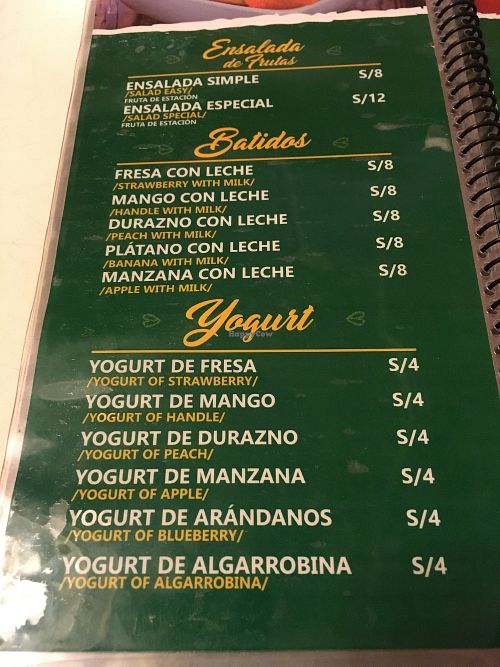 Ensalada
de Frutas
ENSALADA SIMPLE S/8
/SALAD EASY/
FRUTA DE ESTACIÓN
ENSALADA ESPECIAL S/12
/SALAD SPECIAL/
FRUTA DE ESTACIÓN
Batidos
FRESA CON LECHE S/8
/STRAWBERRY WITH MILK/
MANGO CON LECHE S/8
/HANDLE WITH MILK/
DURAZNO CON LECHE S/8
/PEACH WITH MILK/
PLÁTANO CON LECHE S/8
/BANANA WITH MILK/
MANZANA CON LECHE S/8
/APPLE WITH MILK/
Yogurt
HappyCow
YOGURT DE FRESA S/4
/YOGURT OF STRAWBERRY/
YOGURT DE MANGO S/4
/YOGURT OF HANDLE/
YOGURT DE DURAZNO S/4
/YOGURT OF PEACH/
YOGURT DE MANZANA S/4
/YOGURT OF APPLE/
YOGURT DE ARÁNDANOS S/4
/YOGURT OF BLUEBERRY/
YOGURT DE ALGARROBINA S/4
/YOGURT OF ALGARROBINA/